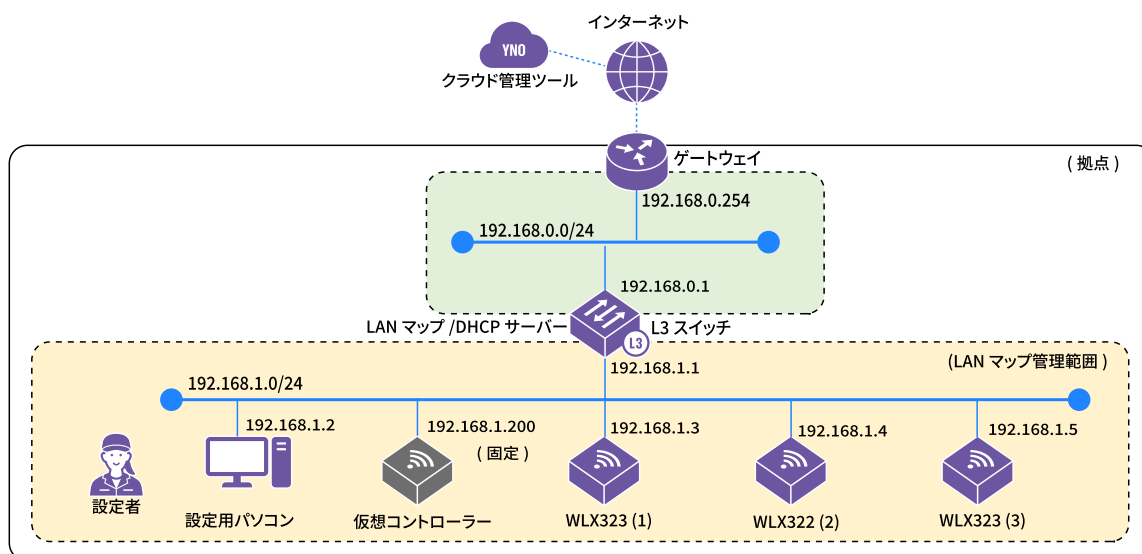 インターネット
YNO
クラウド管理ツール
ゲートウェイ
( 拠点 )
192.168.0.254
192.168.0.0/24
192.168.0.1
LAN マップ /DHCP サーバー
L3 スイッチ
L3
192.168.1.1
(LAN マップ管理範囲 )
192.168.1.0/24
192.168.1.2
192.168.1.200
( 固定 )
192.168.1.3
192.168.1.4
192.168.1.5
設定者
設定用パソコン
仮想コントローラー
WLX323 (1)
WLX322 (2)
WLX323 (3)